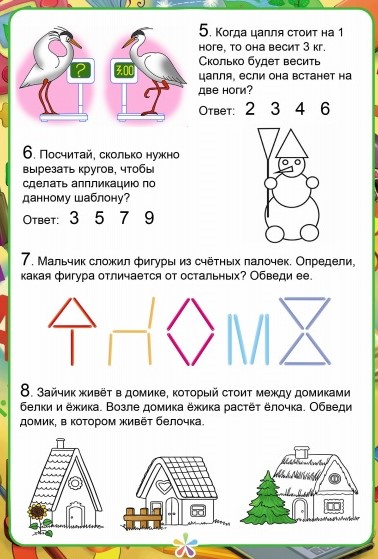 5. Когда цапля стоит на 1
ноге, то она весит 3 кг.
Сколько будет весить
цапля, если она встанет на
две ноги?
Ответ: 2 3 4 6
?
3.00
6. Посчитай, сколько нужно
вырезать кругов, чтобы
сделать аппликацию по
данному шаблону?
Ответ: 3 5 7 9
7. Мальчик сложил фигуры из счётных палочек. Определи,
какая фигура отличается от остальных? Обведи ее.
8. Зайчик живёт в домике, который стоит между домиками
белки и ёжика. Возле домика ёжика растёт ёлочка. Обведи
домик, в котором живёт белочка.